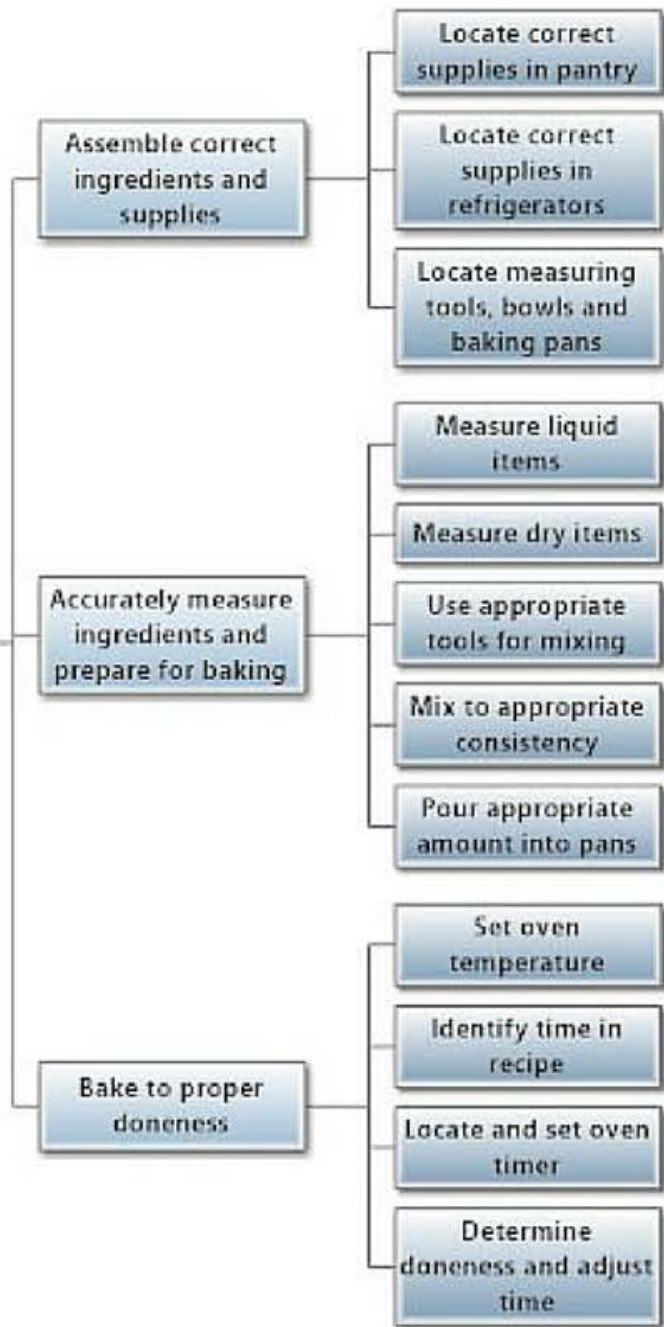 Assemble correct
ingredients and
supplies
Locate correct
supplies in pantry
Locate correct
supplies in
refrigerators
Locate measuring
tools, bowls and
baking pans
Accurately measure
ingredients and
prepare for baking
Measure liquid
items
Measure dry items
Use appropriate
tools for mixing
Mix to appropriate
consistency
Pour appropriate
amount into pans
Bake to proper
doneness
Set oven
temperature
Identify time in
recipe
Locate and set oven
timer
Determine
doneness and adjust
time